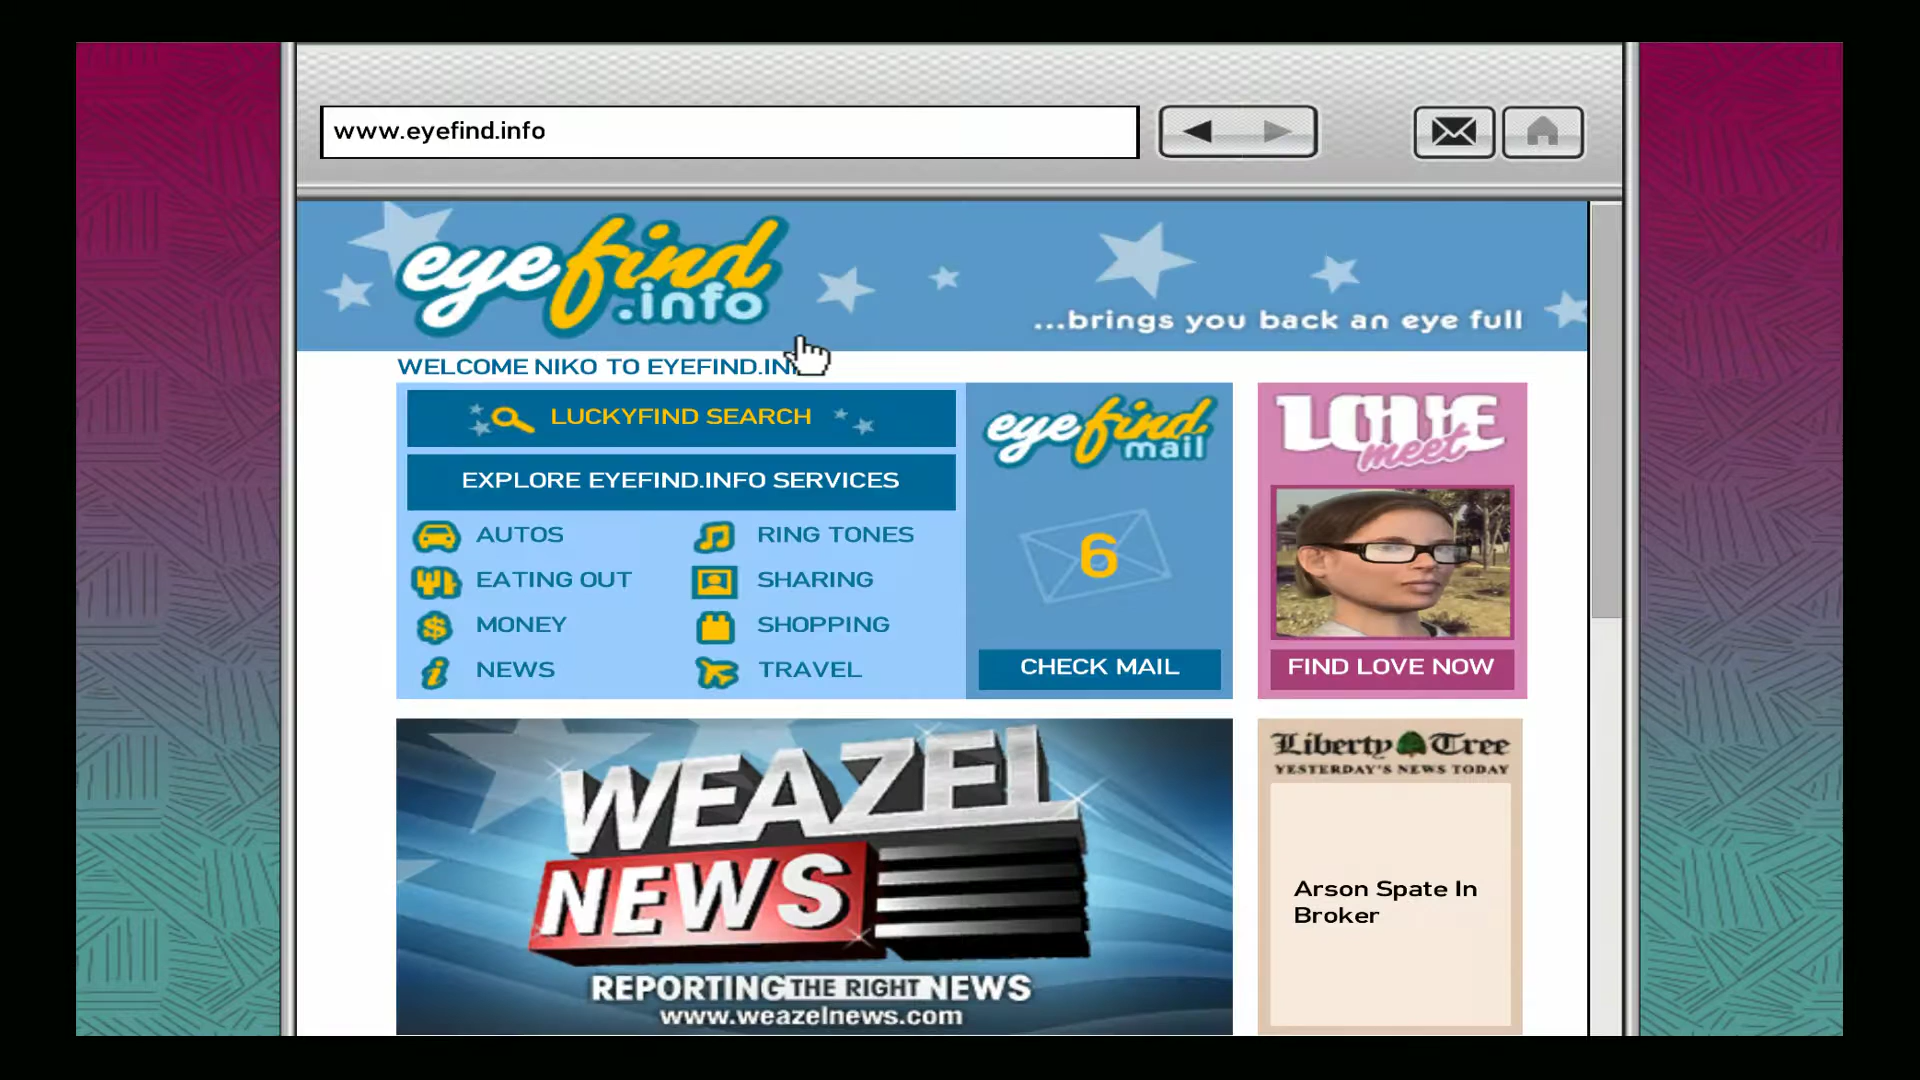 www.eyefind.info
eyefind
.info
...brings you back an eye full
WELCOME NIKO TO EYEFIND.IN
LUCKYFIND SEARCH
EXPLORE EYEFIND.INFO SERVICES
AUTOS
RING TONES
EATING OUT
SHARING
MONEY
SHOPPING
NEWS
TRAVEL
eyefind
mail
6
CHECK MAIL
LOVE
meet
FIND LOVE NOW
WEAZEL
NEWS
REPORTING THE RIGHT NEWS
www.weazelnews.com
Liberty Tree
YESTERDAY'S NEWS TODAY
Arson Spate In
Broker